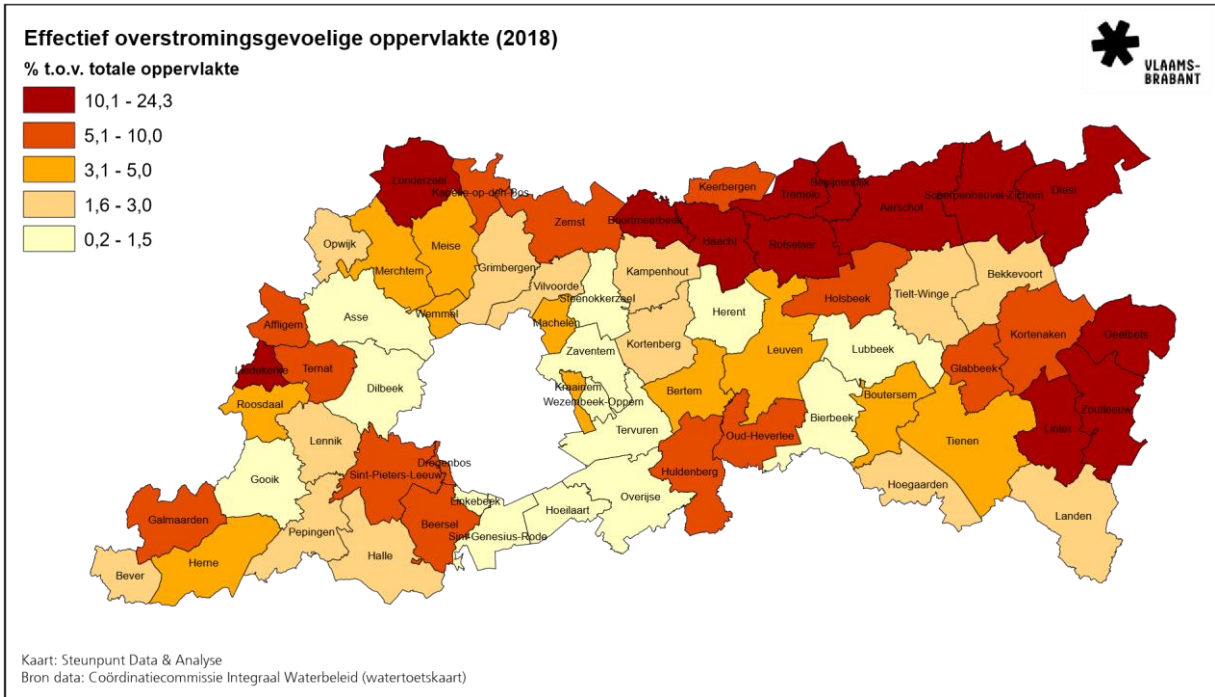 Effectief overstromingsgevoelige oppervlakte (2018)
% t.o.v. totale oppervlakte
10,1 - 24,3
5,1 - 10,0
3,1 - 5,0
1,6 - 3,0
0,2 - 1,5
VLAAMS-
BRABANT
Londerzeel
Kapelle-op-den-Bos
Zemst
Keerbergen
Boortmeerbeek
Haacht
Tremelo
Begijnendijk
Rotselaar
Aarschot
Scherpenheuvel-Zichem
Diest
Opwijk
Merchtem
Meise
Grimbergen
Vilvoorde
Kampenhout
Steenokkerzeel
Herent
Holsbeek
Tielt-Winge
Bekkevoort
Affligem
Asse
Wemmel
Machelen
Zaventem
Kortenberg
Leuven
Lubbeek
Glabbeek
Kortenaken
Geetbets
Liedekerke
Ternat
Dilbeek
Roosdaal
Kraainem
Wezembeek-Oppem
Bertem
Boutersem
Bierbeek
Linter
Zoutleeuw
Lennik
Tervuren
Oud-Heverlee
Tienen
Gooik
Sint-Pieters-Leeuw
Drogenbos
Huldenberg
Hoegaarden
Linkebeek
Hoeilaart
Overijse
Galmaarden
Beersel
Sint-Genesius-Rode
Landen
Pepingen
Halle
Herne
Bever
Kaart: Steunpunt Data & Analyse
Bron data: Coördinatiecommissie Integraal Waterbeleid (watertoetskaart)